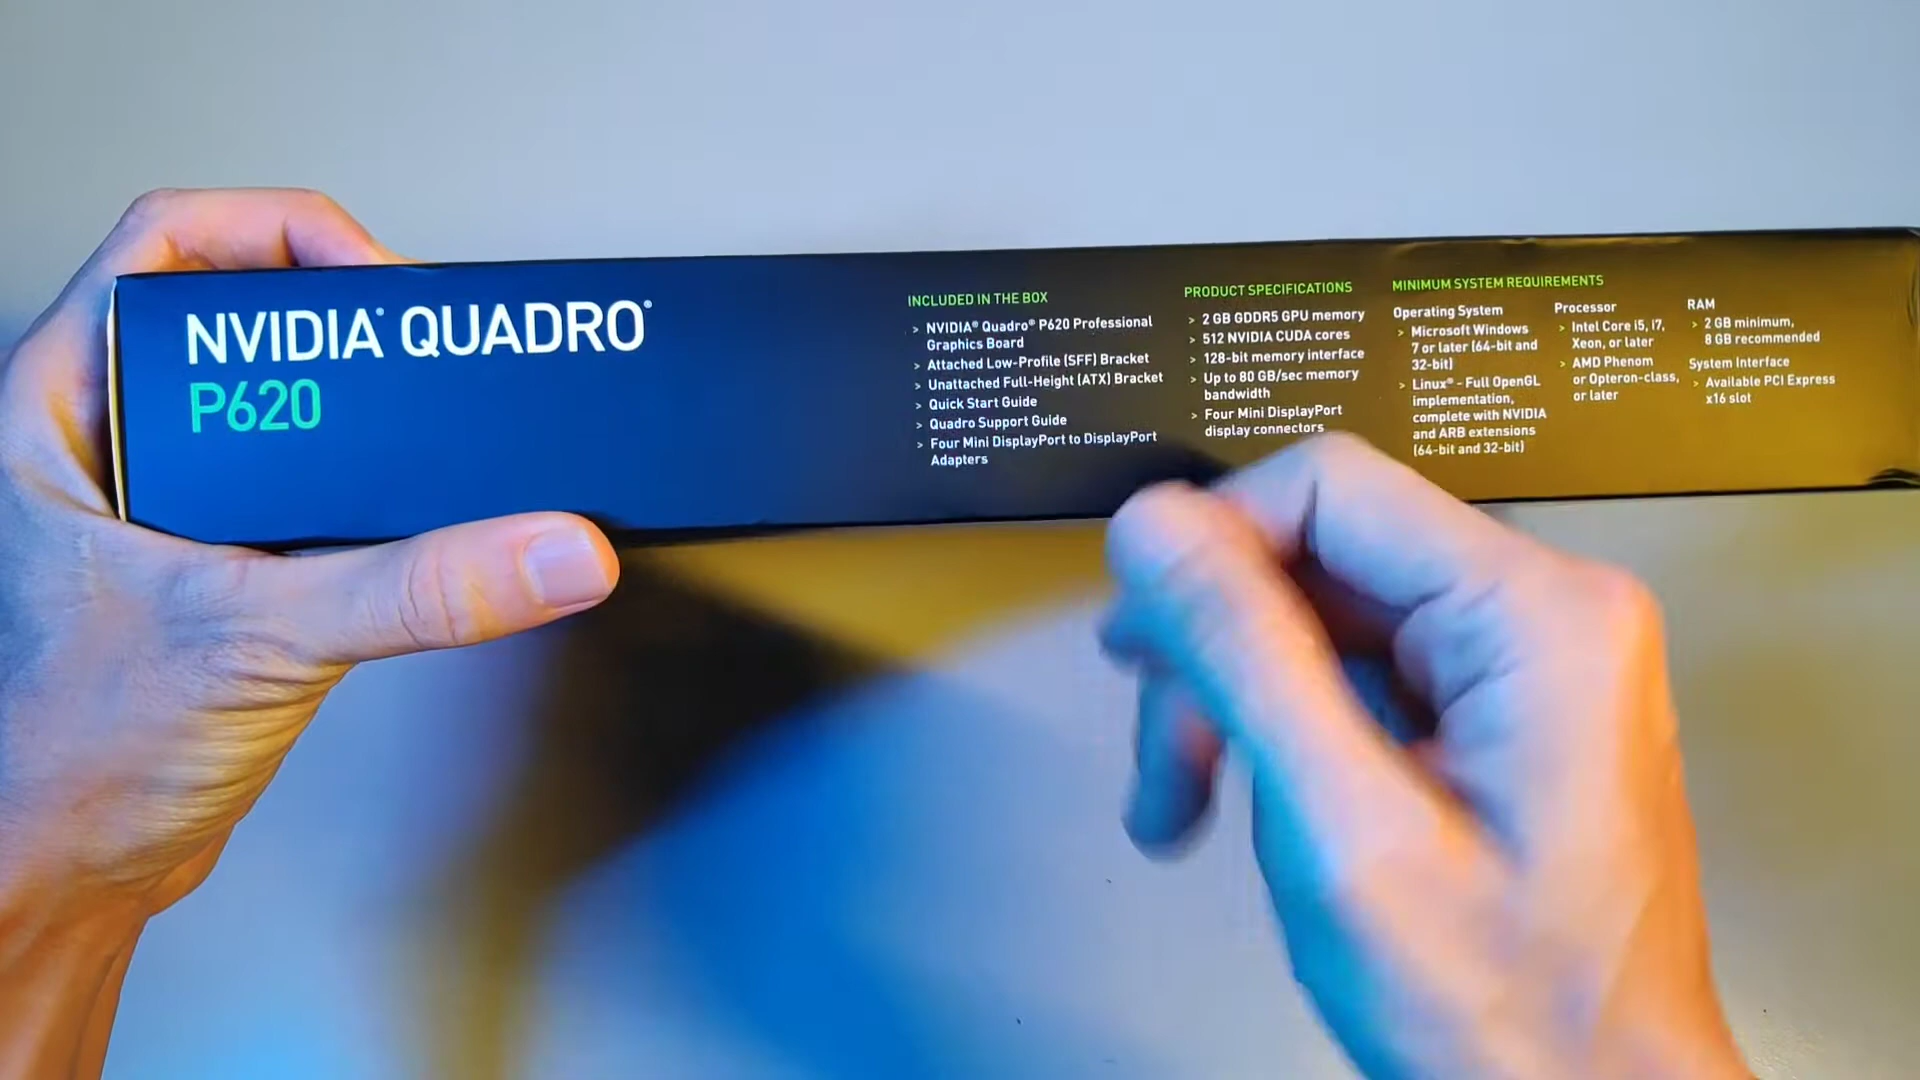 NVIDIA® QUADRO®
P620
INCLUDED IN THE BOX
> NVIDIA® Quadro® P620 Professional
Graphics Board
> Attached Low-Profile (SFF) Bracket
> Unattached Full-Height (ATX) Bracket
> Quick Start Guide
> Quadro Support Guide
> Four Mini DisplayPort to DisplayPort
Adapters
PRODUCT SPECIFICATIONS
> 2 GB GDDR5 GPU memory
> 512 NVIDIA CUDA cores
> 128-bit memory interface
> Up to 80 GB/sec memory
bandwidth
> Four Mini DisplayPort
display connectors
MINIMUM SYSTEM REQUIREMENTS
Operating System
> Microsoft Windows
7 or later (64-bit and
32-bit)
> Linux® - Full OpenGL
implementation,
complete with NVIDIA
and ARB extensions
(64-bit and 32-bit)
Processor
> Intel Core i5, i7,
Xeon, or later
> AMD Phenom
or Opteron-class,
or later
RAM
> 2 GB minimum,
8 GB recommended
System Interface
> Available PCI Express
x16 slot